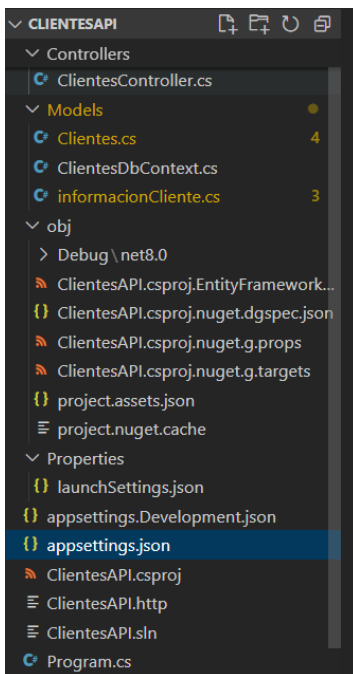 CLIENTESAPI
Controllers
C# ClientesController.cs
Models
C# Clientes.cs 4
C# ClientesDbContext.cs
C# informacionCliente.cs 3
obj
Debug\net8.0
ClientesAPI.csproj.EntityFramework...
{} ClientesAPI.csproj.nuget.dgspec.json
ClientesAPI.csproj.nuget.g.props
ClientesAPI.csproj.nuget.g.targets
{} project.assets.json
project.nuget.cache
Properties
{} launchSettings.json
{} appsettings.Development.json
{} appsettings.json
ClientesAPI.csproj
ClientesAPI.http
ClientesAPI.sln
C# Program.cs